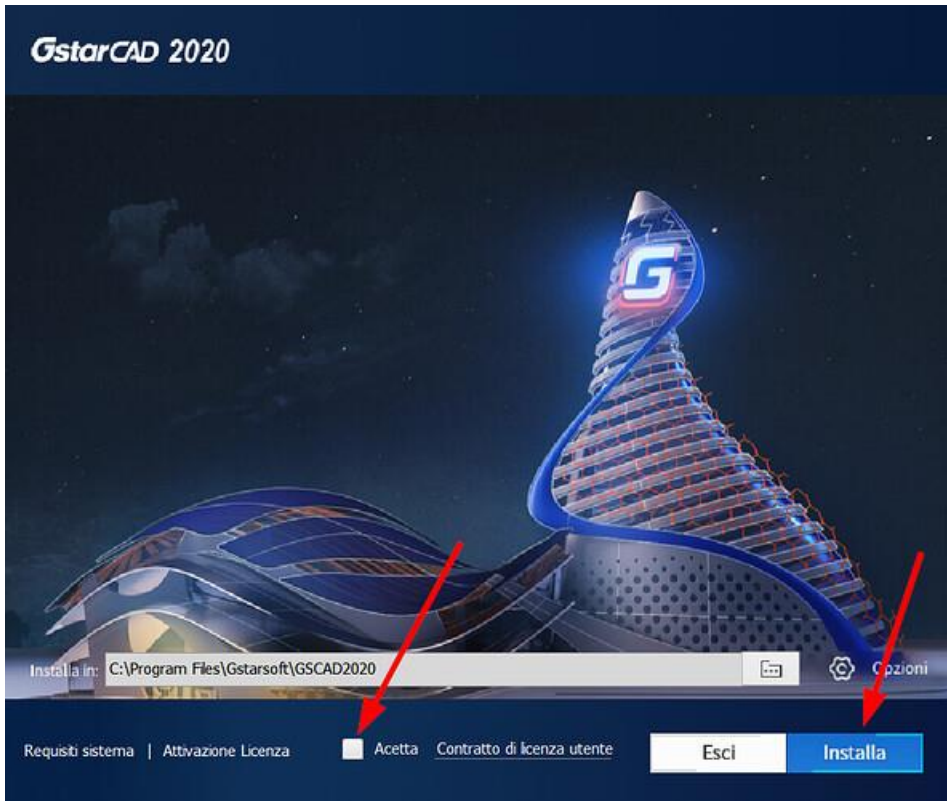 GstarCAD 2020
G
Installa in: C:\Program Files\Gstarsoft\GSCAD2020 Opzioni
Requisiti sistema | Attivazione Licenza Acetta Contratto di licenza utente Esci Installa